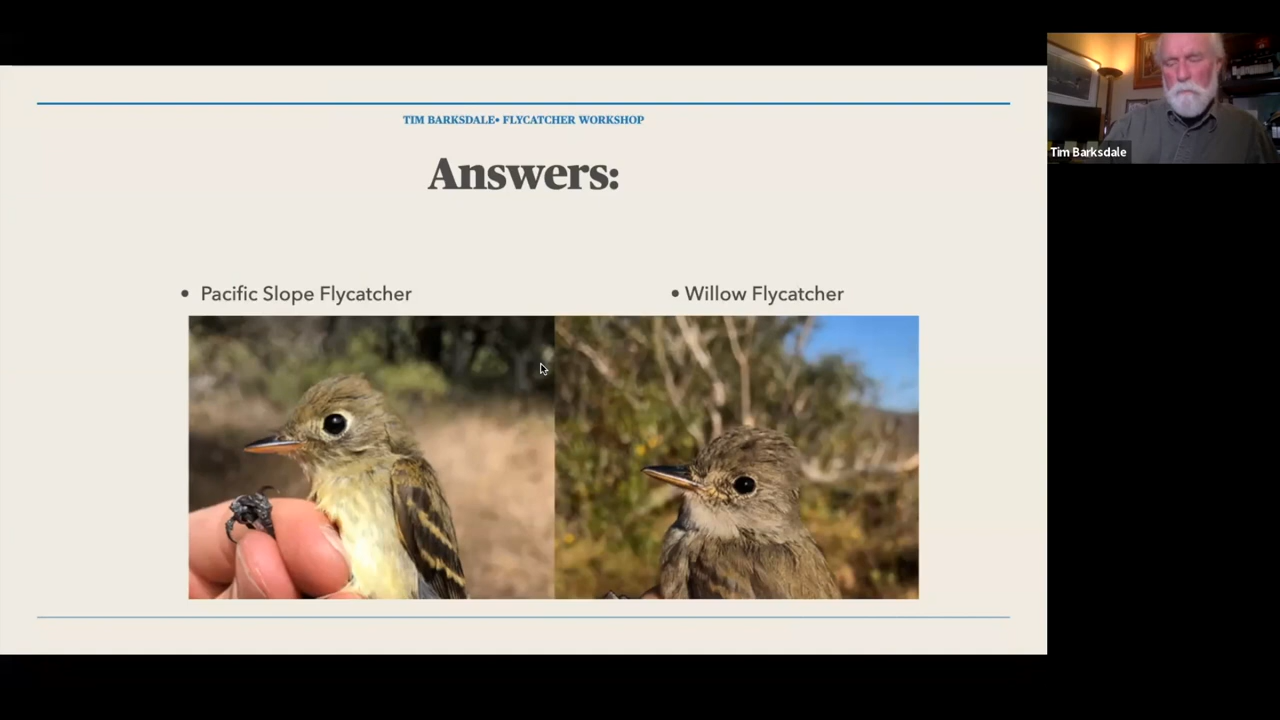 TIM BARKSDALE• FLYCATCHER WORKSHOP
Answers:
• Pacific Slope Flycatcher
• Willow Flycatcher
Tim Barksdale